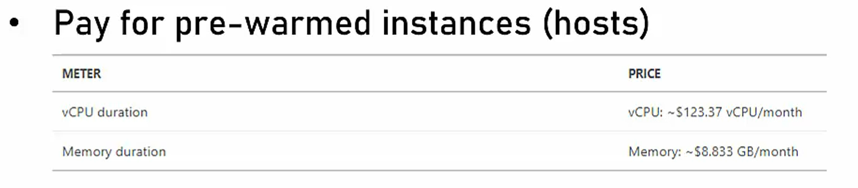 • Pay for pre-warmed instances (hosts)
METER PRICE
vCPU duration vCPU: ~$123.37 vCPU/month
Memory duration Memory: ~$8.833 GB/month